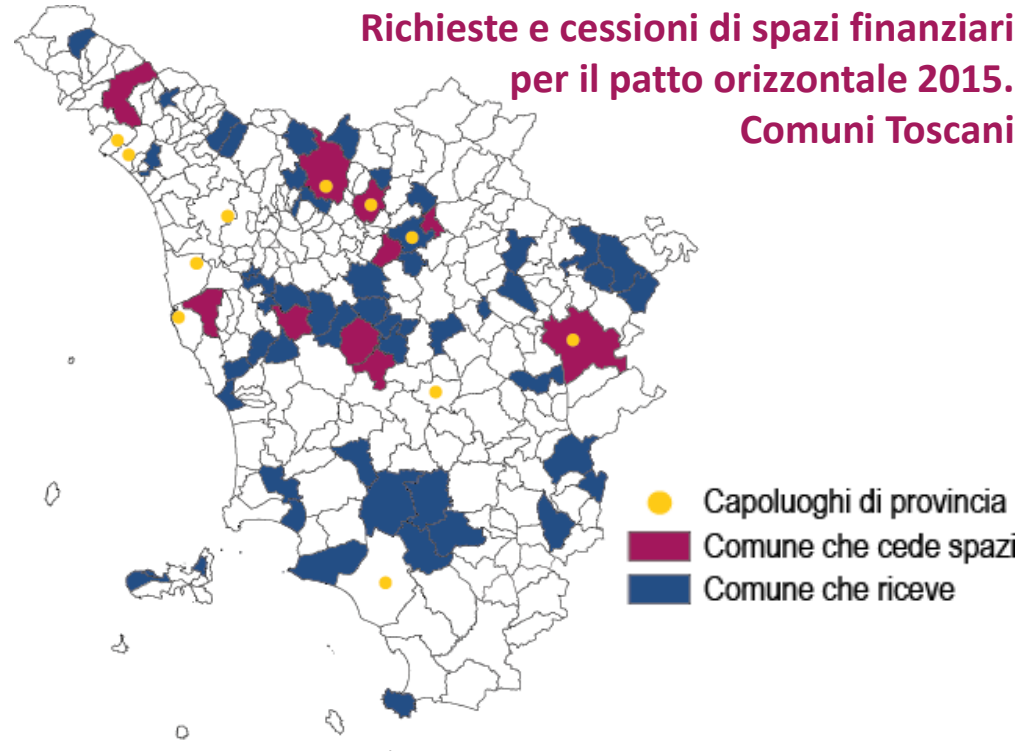 Richieste e cessioni di spazi finanziari
per il patto orizzontale 2015.
Comuni Toscani
Capoluoghi di provincia
Comune che cede spazi
Comune che riceve